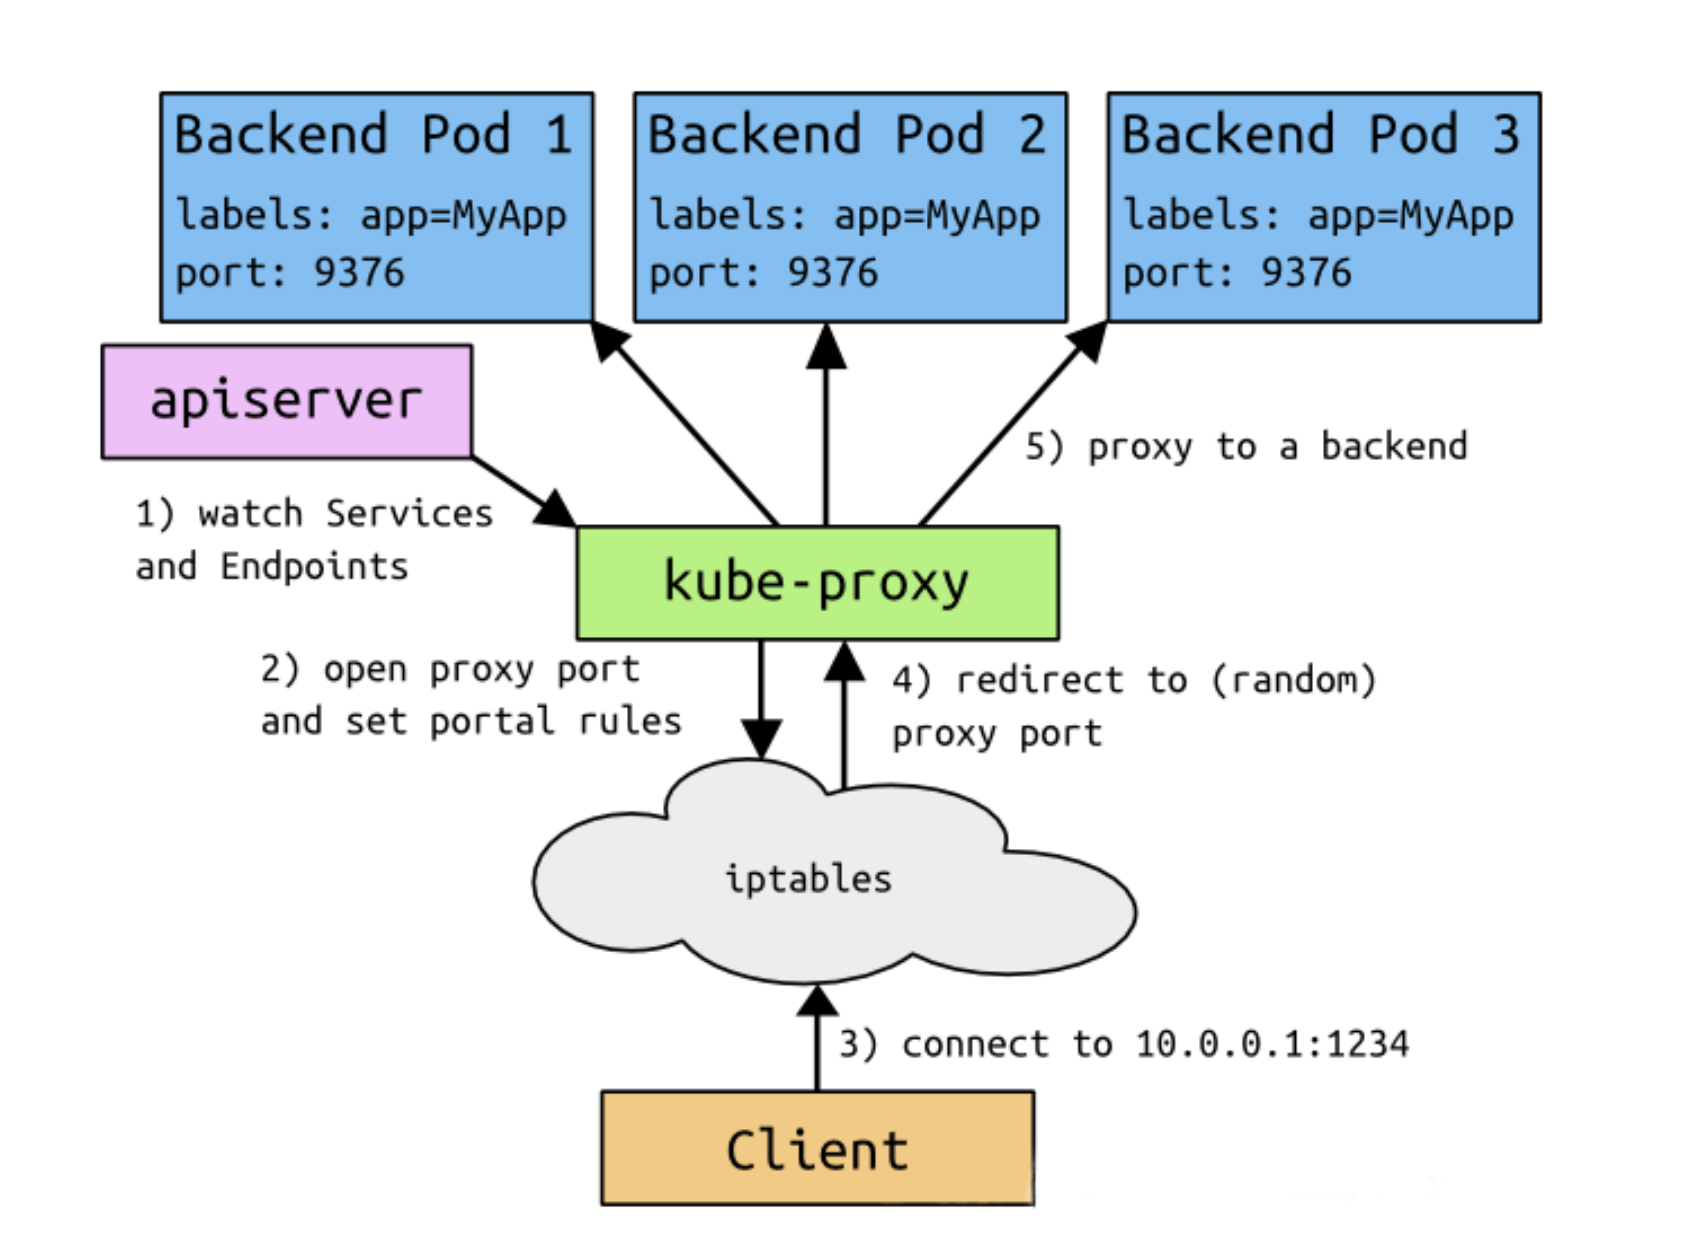 Backend Pod 1
labels: app=MyApp
port: 9376
Backend Pod 2
labels: app=MyApp
port: 9376
Backend Pod 3
labels: app=MyApp
port: 9376
apiserver
5) proxy to a backend
1) watch Services
and Endpoints
kube-proxy
2) open proxy port
and set portal rules
4) redirect to (random)
proxy port
iptables
3) connect to 10.0.0.1:1234
Client